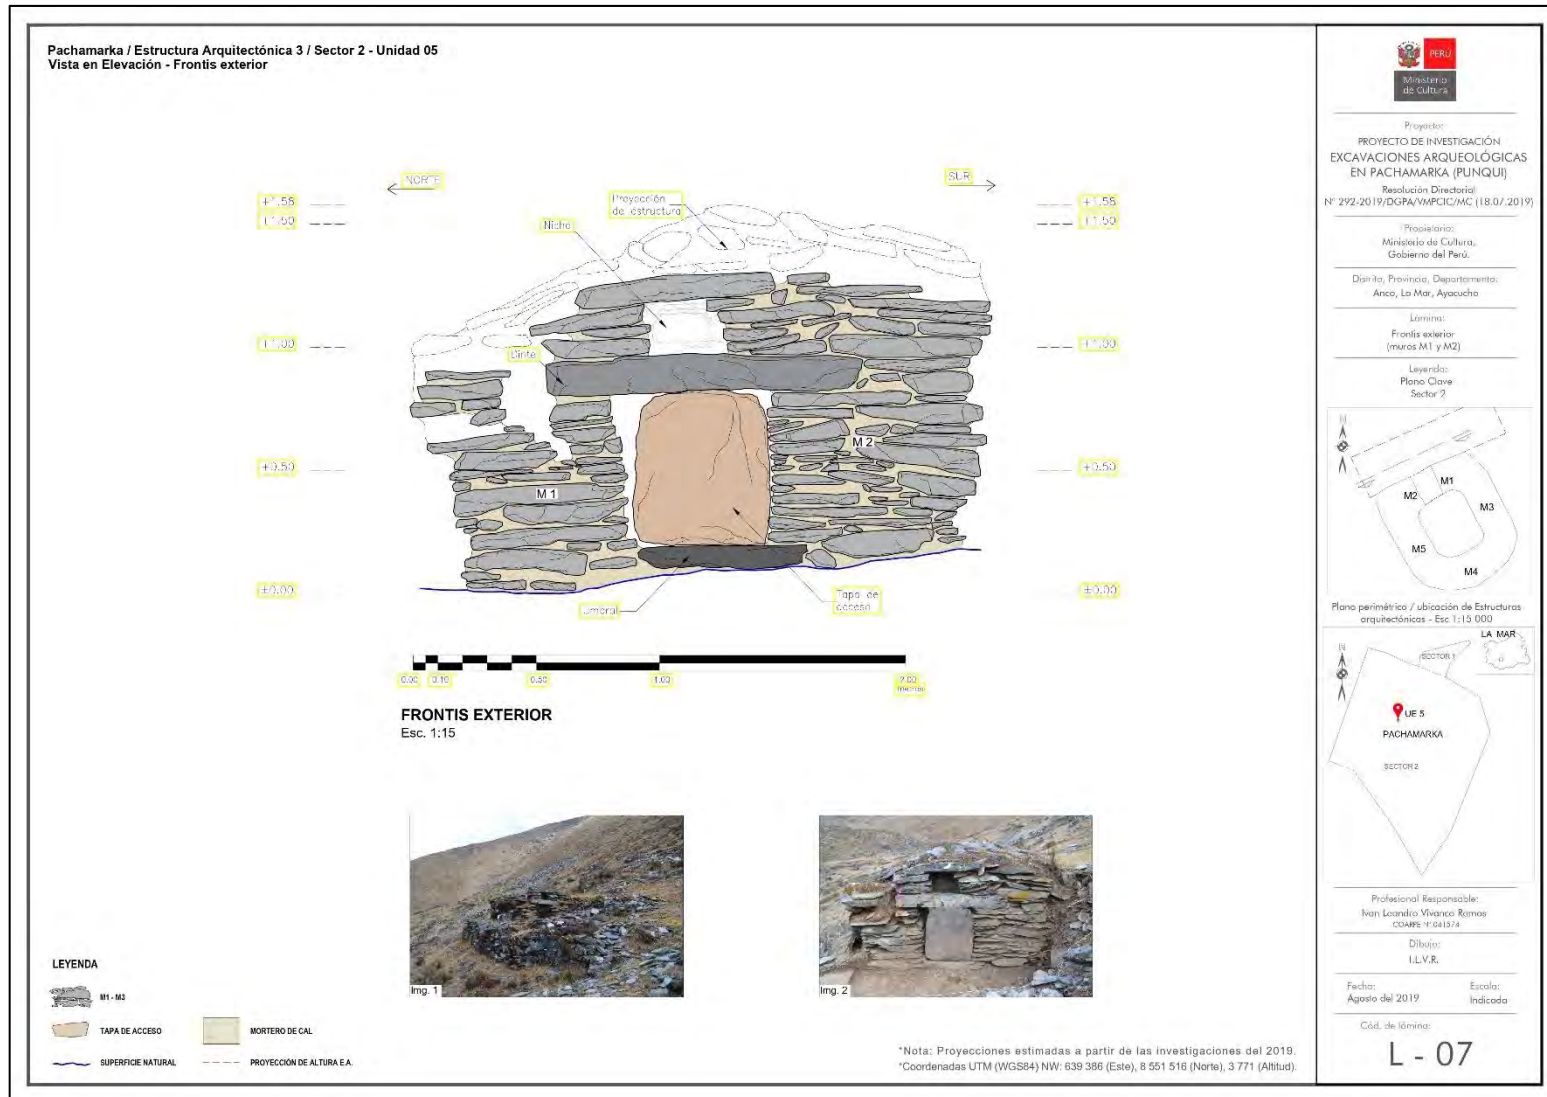 Pachamarka / Estructura Arquitectónica 3 / Sector 2 - Unidad 05
Vista en Elevación - Frontis exterior
NORTE
SUR
+1.58
+1.50
+1.00
+0.50
±0.00
+1.58
+1.50
+1.00
+0.50
±0.00
Proyección
de estructura
Nicho
Dintel
M 1
M 2
Umbral
Tapa de
acceso
0.00
0.10
0.50
1.00
2.00
metros
FRONTIS EXTERIOR
Esc. 1:15
Img. 1
Img. 2
LEYENDA
M1 - M3
TAPA DE ACCESO
MORTERO DE CAL
SUPERFICIE NATURAL
PROYECCIÓN DE ALTURA E.A.
*Nota: Proyecciones estimadas a partir de las investigaciones del 2019.
*Coordenadas UTM (WGS84) NW: 639 386 (Este), 8 551 516 (Norte), 3 771 (Altitud).
PERÚ
Ministerio
de Cultura
Proyecto:
PROYECTO DE INVESTIGACIÓN
EXCAVACIONES ARQUEOLÓGICAS
EN PACHAMARKA (PUNQUI)
Resolución Directorial
N° 292-2019/DGPA/VMPCIC/MC (18.07.2019)
Propietario:
Ministerio de Cultura,
Gobierno del Perú.
Distrito, Provincia, Departamento:
Anco, La Mar, Ayacucho
Lámina:
Frontis exterior
(muros M1 y M2)
Leyenda:
Plano Clave
Sector 2
N
M1
M2
M3
M5
M4
Plano perimétrico / ubicación de Estructuras
arquitectónicas - Esc 1:15 000
LA MAR
N
SECTOR 1
UE 5
PACHAMARKA
SECTOR 2
Profesional Responsable:
Ivan Leandro Vivanco Ramos
COARPE N° 041574
Dibujo:
I.L.V.R.
Fecha:
Agosto del 2019
Escala:
Indicada
Cód. de lámina:
L - 07